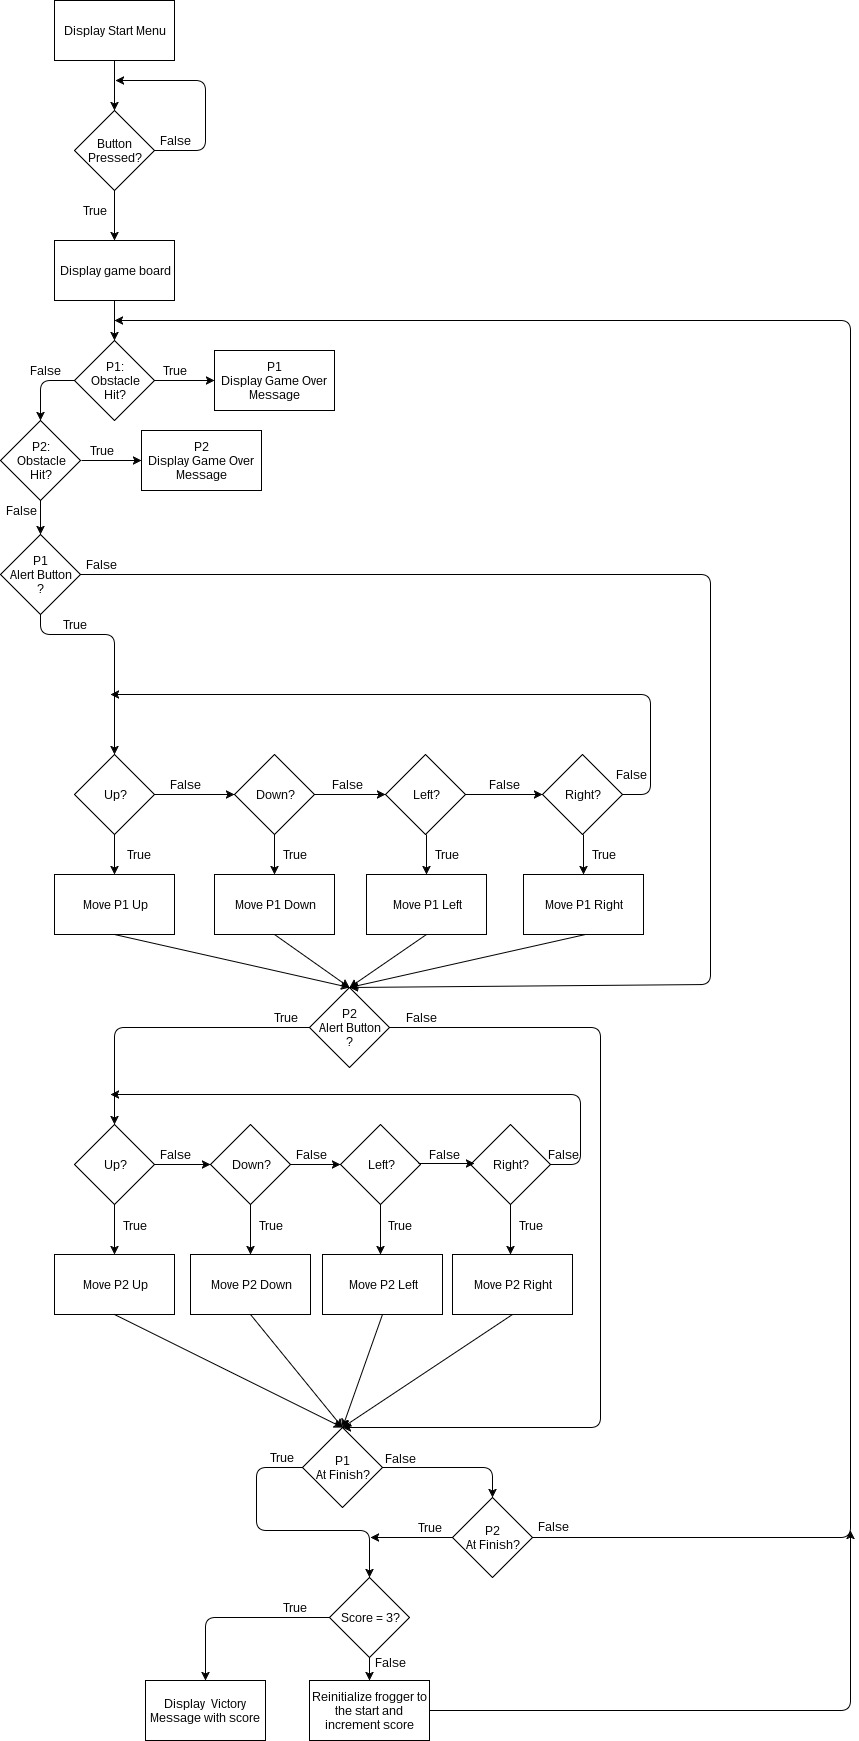 Display Start Menu
Button
Pressed?
False
True
Display game board
P1:
Obstacle
Hit?
False
True
P1
Display Game Over
Message
P2:
Obstacle
Hit?
True
P2
Display Game Over
Message
False
P1
Alert Button
?
False
True
Up?
False
Down?
False
Left?
False
Right?
False
True
True
True
True
Move P1 Up
Move P1 Down
Move P1 Left
Move P1 Right
True
P2
Alert Button
?
False
Up?
False
Down?
False
Left?
False
Right?
False
True
True
True
True
Move P2 Up
Move P2 Down
Move P2 Left
Move P2 Right
True
P1
At Finish?
False
True
P2
At Finish?
False
True
Score = 3?
False
Display Victory
Message with score
Reinitialize frogger to
the start and
increment score